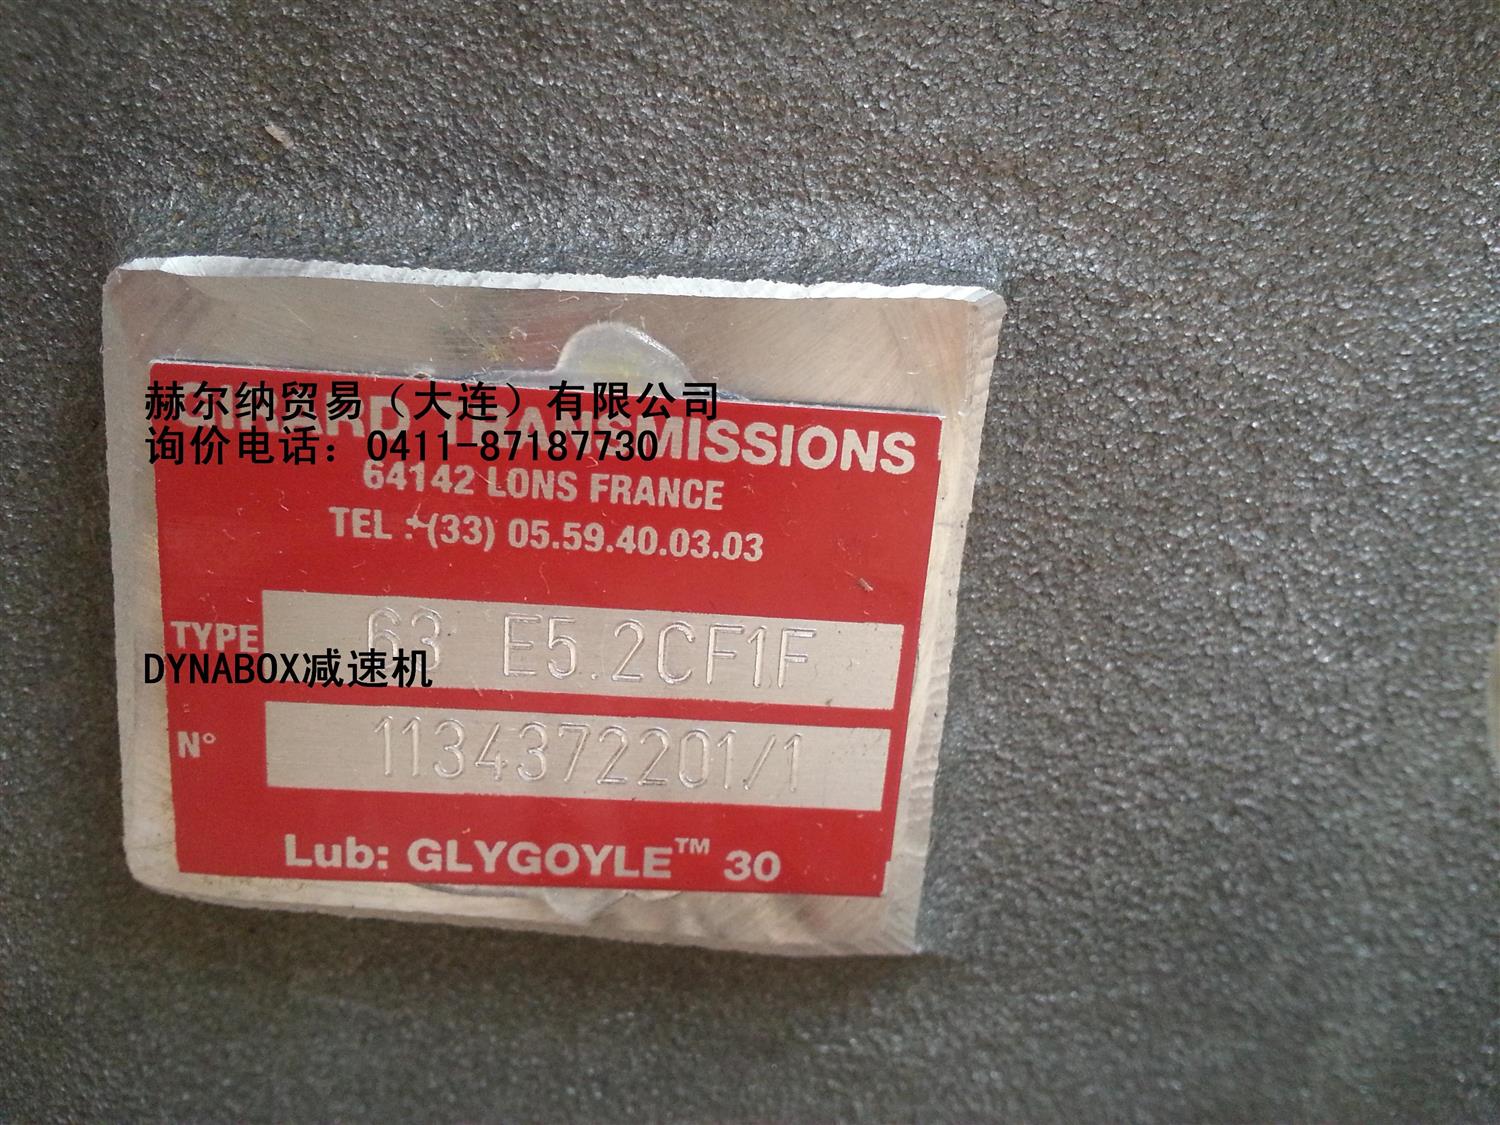 赫尔纳贸易（大连）有限公司
TRANSMISSIONS
询价电话：0411-87187730
64142 LONS FRANCE
TEL : (33) 05.59.40.03.03
TYPE 63 E5.2CF1F
DYNABOX减速机
N° 1134372201/1
Lub: GLYGOYLE™ 30